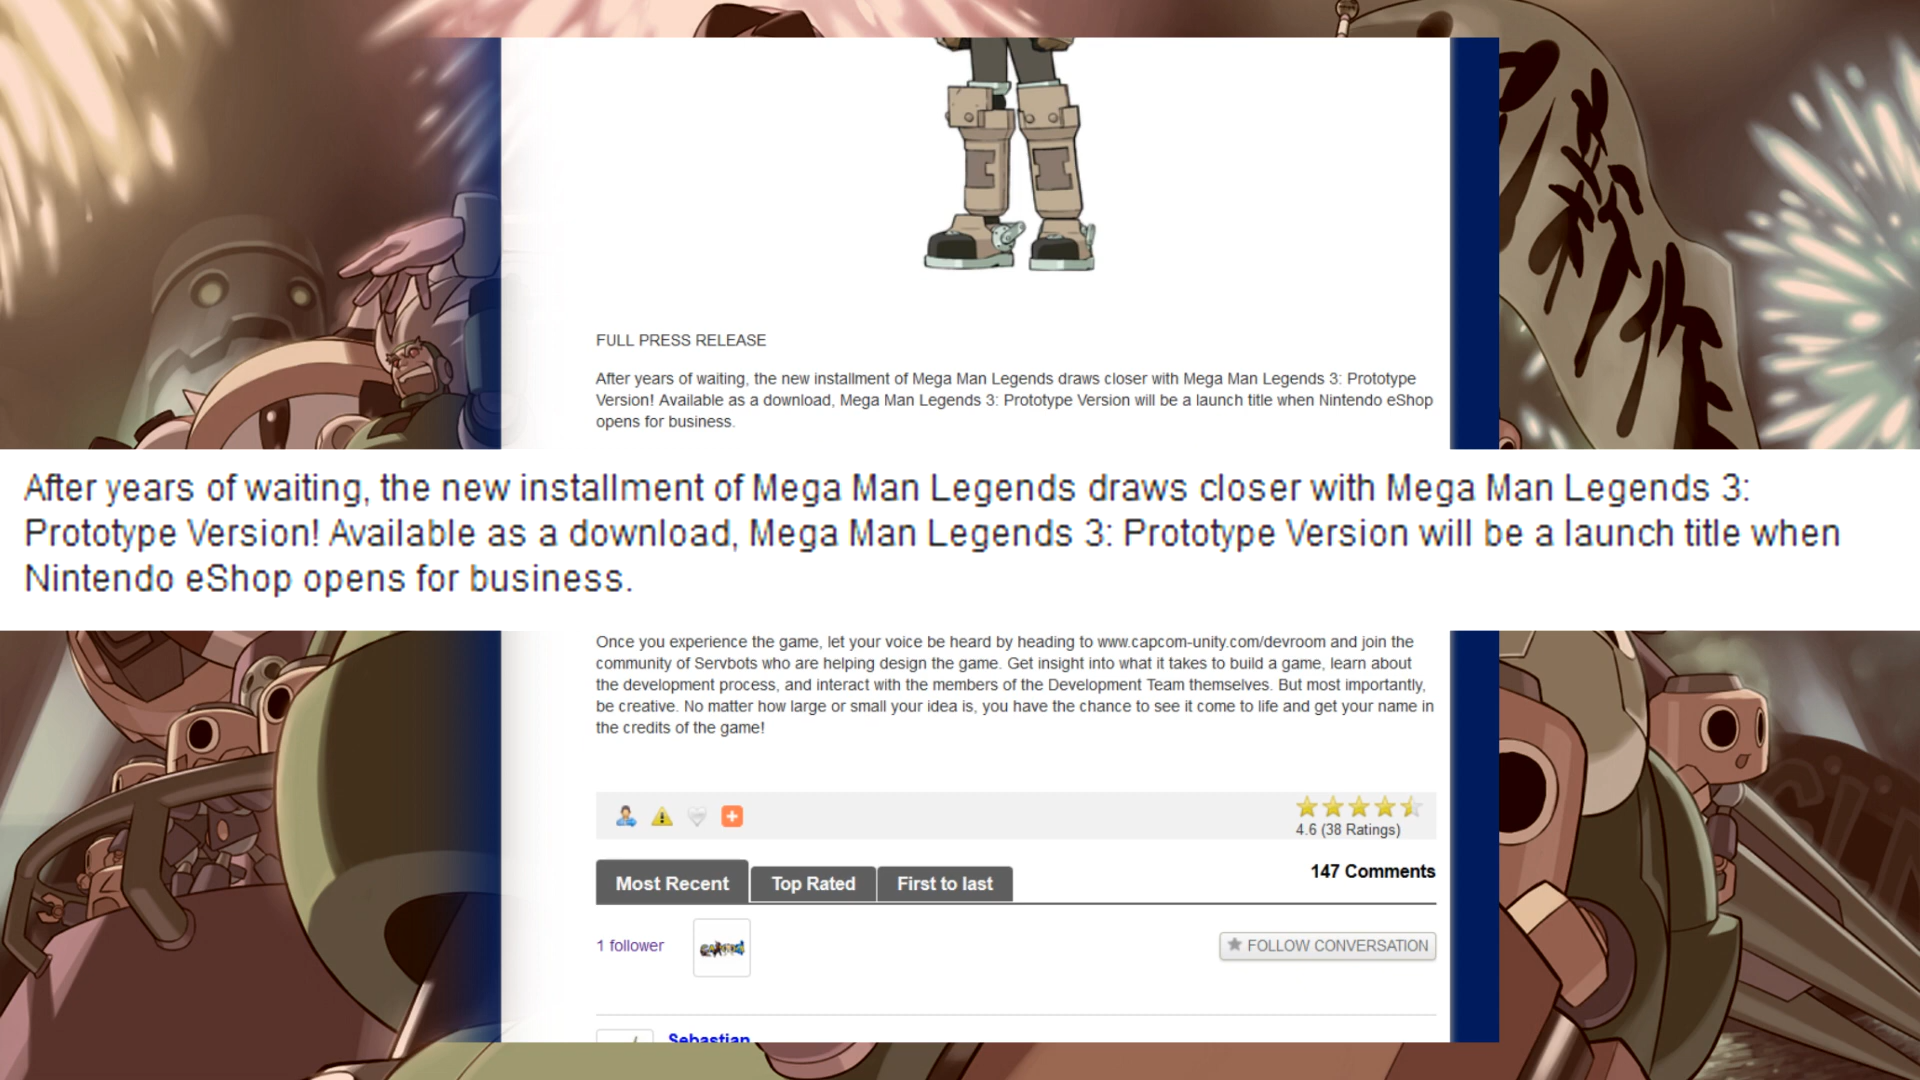 FULL PRESS RELEASE
After years of waiting, the new installment of Mega Man Legends draws closer with Mega Man Legends 3: Prototype
Version! Available as a download, Mega Man Legends 3: Prototype Version will be a launch title when Nintendo eShop
opens for business.
After years of waiting, the new installment of Mega Man Legends draws closer with Mega Man Legends 3:
Prototype Version! Available as a download, Mega Man Legends 3: Prototype Version will be a launch title when
Nintendo eShop opens for business.
Once you experience the game, let your voice be heard by heading to www.capcom-unity.com/devroom and join the
community of Servbots who are helping design the game. Get insight into what it takes to build a game, learn about
the development process, and interact with the members of the Development Team themselves. But most importantly,
be creative. No matter how large or small your idea is, you have the chance to see it come to life and get your name in
the credits of the game!
4.6 (38 Ratings)
Most Recent Top Rated First to last
147 Comments
1 follower
FOLLOW CONVERSATION
Sebastian